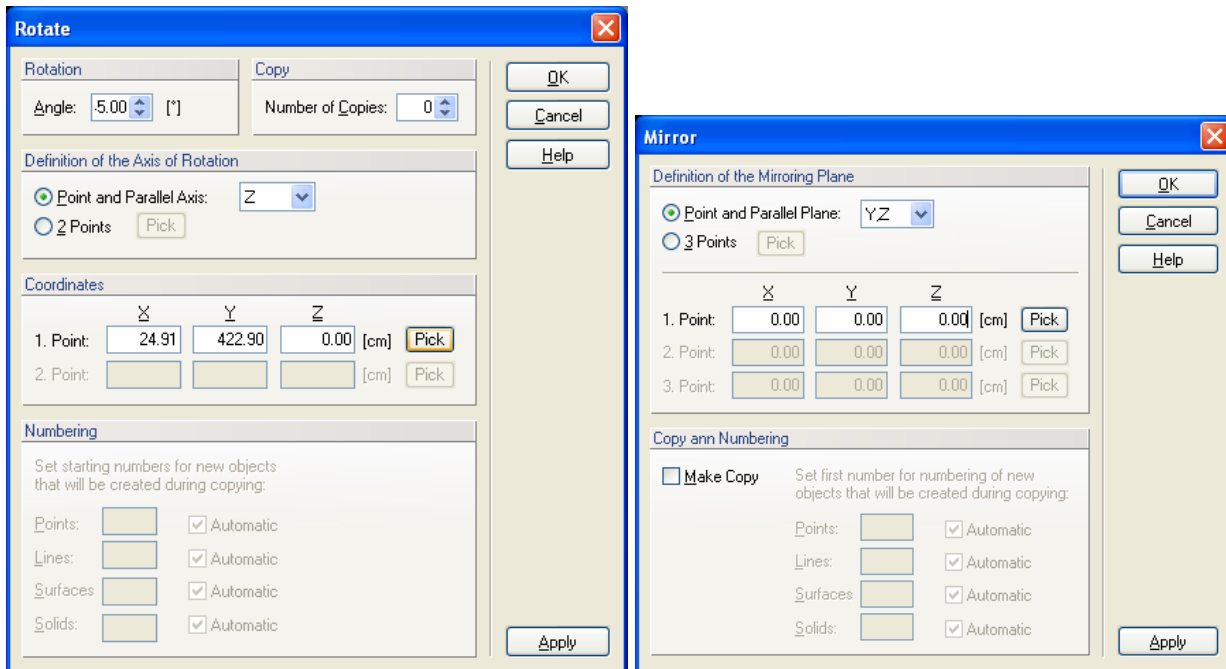 Rotate
Rotation
Angle: -5.00 [°]
Copy
Number of Copies: 0
OK
Cancel
Help
Definition of the Axis of Rotation
Point and Parallel Axis: Z
2 Points Pick
Coordinates
X Y Z
1. Point: 24.91 422.90 0.00 [cm] Pick
2. Point: [cm] Pick
Numbering
Set starting numbers for new objects
that will be created during copying:
Points: Automatic
Lines: Automatic
Surfaces Automatic
Solids: Automatic
Apply
Mirror
Definition of the Mirroring Plane
Point and Parallel Plane: YZ
3 Points Pick
X Y Z
1. Point: 0.00 0.00 0.00 [cm] Pick
2. Point: 0.00 0.00 0.00 [cm] Pick
3. Point: 0.00 0.00 0.00 [cm] Pick
OK
Cancel
Help
Copy ann Numbering
Make Copy
Set first number for numbering of new
objects that will be created during copying:
Points: Automatic
Lines: Automatic
Surfaces Automatic
Solids: Automatic
Apply